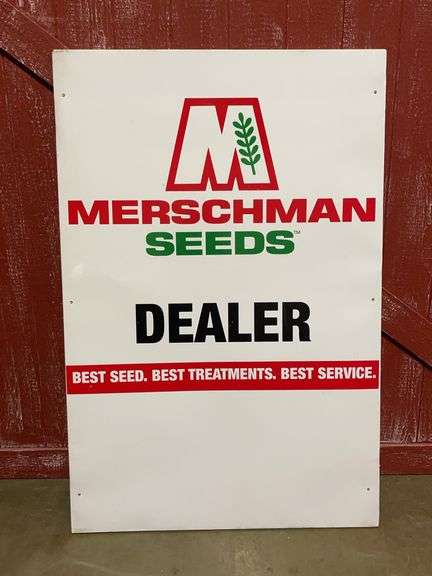 M
MERSCHMAN
SEEDS™
DEALER
BEST SEED. BEST TREATMENTS. BEST SERVICE.